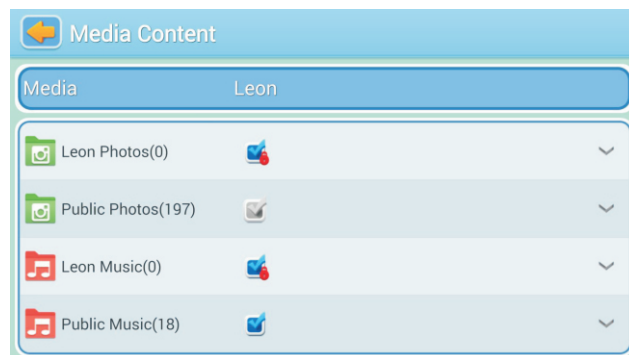 Media Content
Media Leon
Leon Photos(0)
Public Photos(197)
Leon Music(0)
Public Music(18)